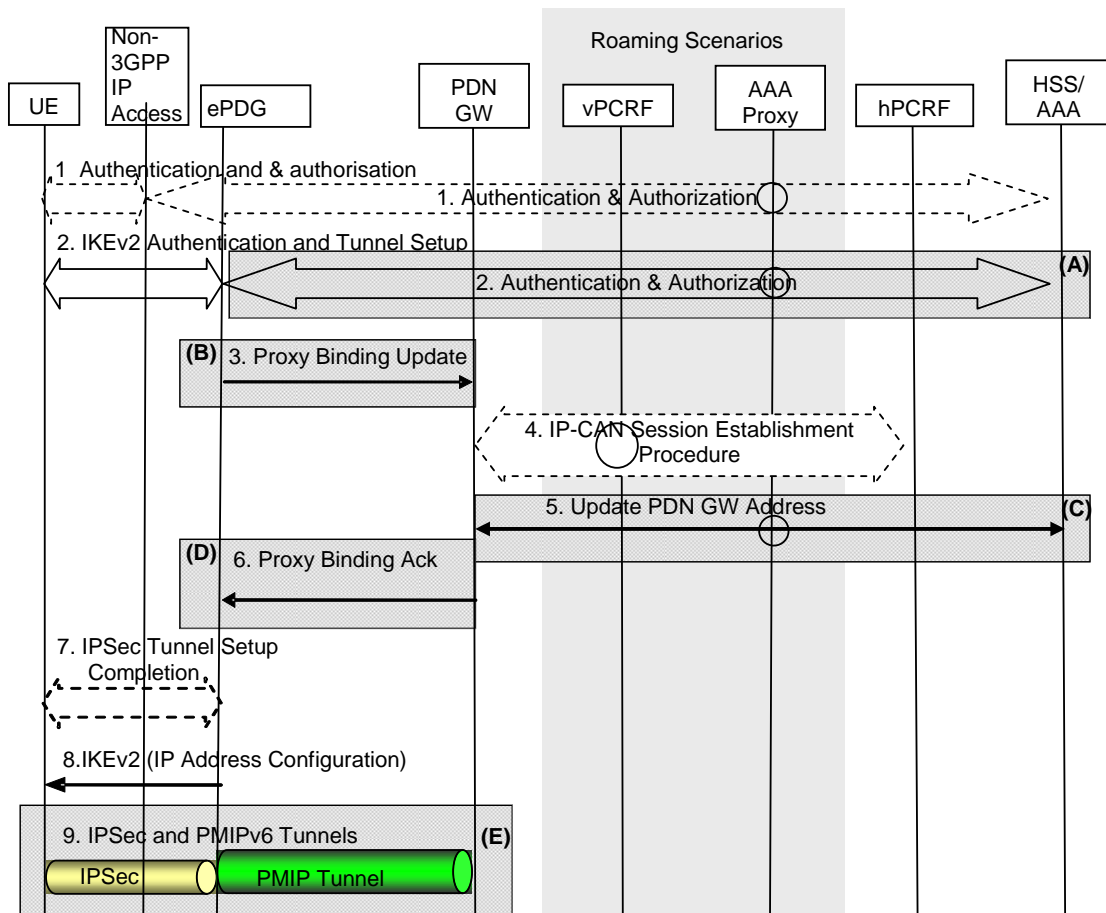 Roaming Scenarios
Non-
3GPP
IP
Access
UE
ePDG
PDN
GW
vPCRF
AAA
Proxy
hPCRF
HSS/
AAA
1 Authentication and & authorisation
1. Authentication & Authorization
2. IKEv2 Authentication and Tunnel Setup
2. Authentication & Authorization
(A)
(B)
3. Proxy Binding Update
4. IP-CAN Session Establishment
Procedure
5. Update PDN GW Address
(C)
(D)
6. Proxy Binding Ack
7. IPSec Tunnel Setup
Completion
8.IKEv2 (IP Address Configuration)
9. IPSec and PMIPv6 Tunnels
(E)
IPSec
PMIP Tunnel